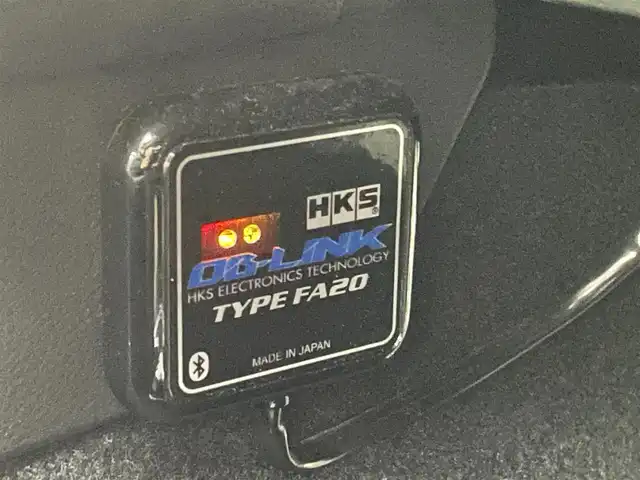 HKS
OB-LINK
HKS ELECTRONICS TECHNOLOGY
TYPE FA20
MADE IN JAPAN